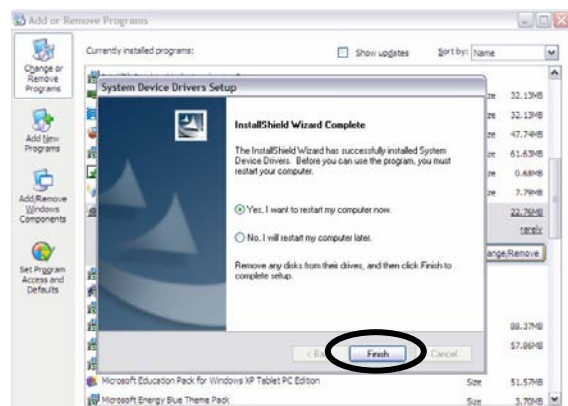 Add or Remove Programs
Currently installed programs:
Show updates
Sort by: Name
Change or
Remove
Programs
Add New
Programs
Add/Remove
Windows
Components
Set Program
Access and
Defaults
System Device Drivers Setup
InstallShield Wizard Complete
The InstallShield Wizard has successfully installed System
Device Drivers. Before you can use the program, you must
restart your computer.
Yes, I want to restart my computer now.
No, I will restart my computer later.
Remove any disks from their drives, and then click Finish to
complete setup.
Finish
Cancel
32.13MB
32.13MB
47.74MB
61.63MB
0.68MB
7.79MB
22.76MB
rarely
88.37MB
57.86MB
Microsoft Education Pack for Windows XP Tablet PC Edition
Size 51.57MB
Microsoft Energy Blue Theme Pack
Size 3.70MB